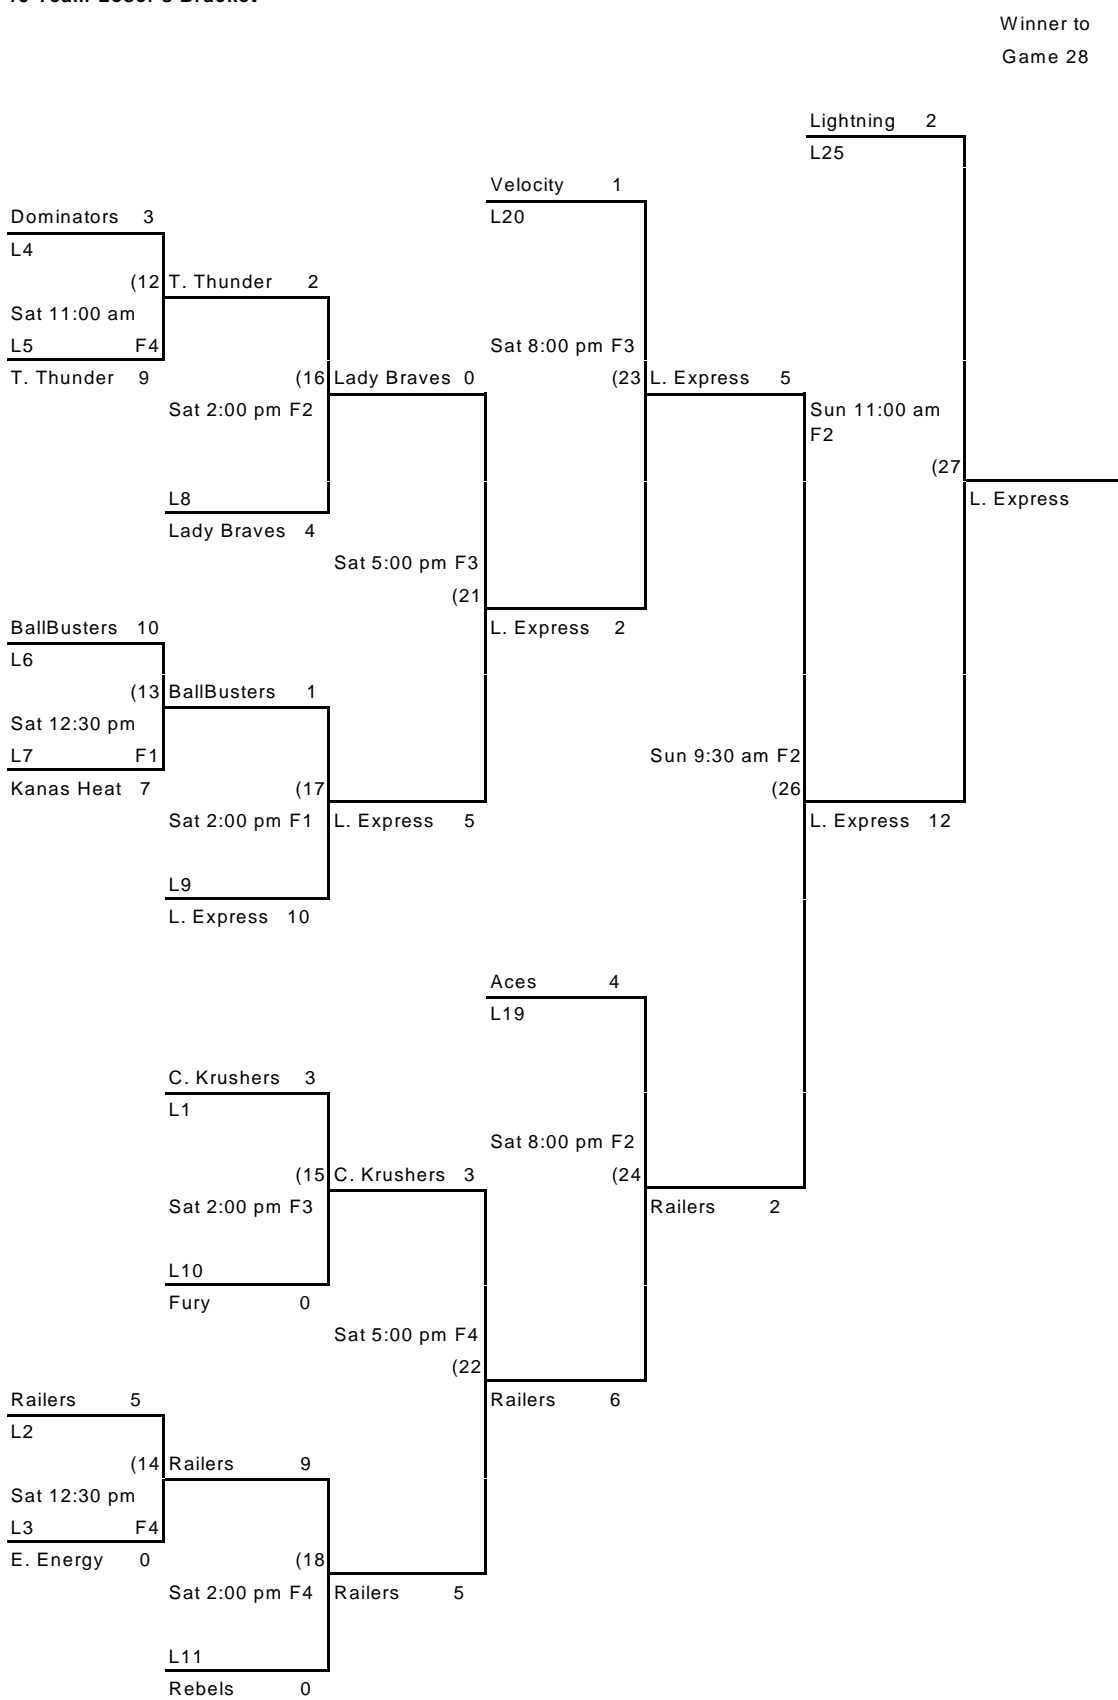 Winner to
Game 28
Lightning 2
L25
Velocity 1
L20
Dominators 3
L4
(12 T. Thunder 2
Sat 11:00 am
L5 F4
Sat 8:00 pm F3
T. Thunder 9
(16 Lady Braves 0
(23 L. Express 5
Sat 2:00 pm F2
Sun 11:00 am
F2
(27
L8
L. Express
Lady Braves 4
Sat 5:00 pm F3
(21
BallBusters 10
L. Express 2
L6
(13 BallBusters 1
Sat 12:30 pm
L7 F1
Sun 9:30 am F2
Kanas Heat 7
(17
(26
Sat 2:00 pm F1
L. Express 5
L. Express 12
L9
L. Express 10
Aces 4
L19
C. Krushers 3
L1
Sat 8:00 pm F2
(15 C. Krushers 3
(24
Sat 2:00 pm F3
Railers 2
L10
Fury 0
Sat 5:00 pm F4
(22
Railers 5
Railers 6
L2
(14 Railers 9
Sat 12:30 pm
L3 F4
E. Energy 0
(18
Sat 2:00 pm F4
Railers 5
L11
Rebels 0